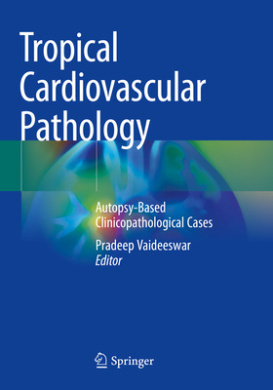 Tropical
Cardiovascular
Pathology
Autopsy-Based
Clinicopathological Cases
Pradeep Vaideeswar
Editor
Springer